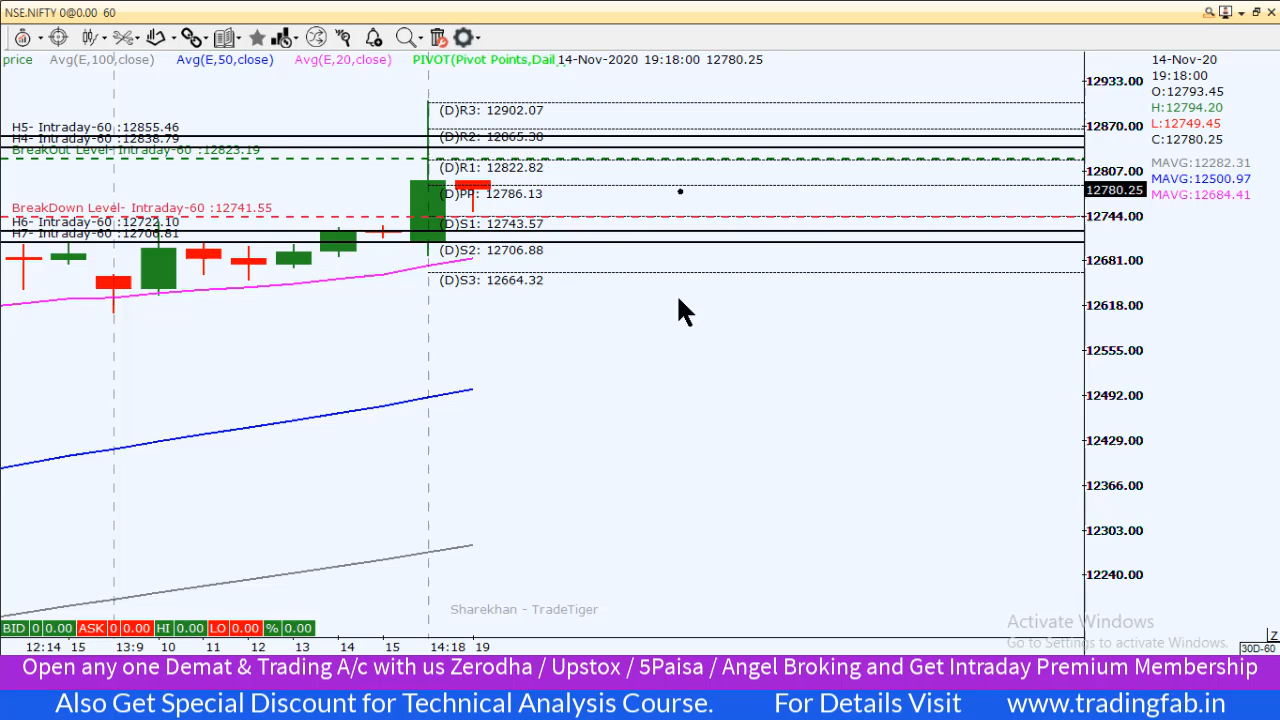 NSE.NIFTY 0@0.00 60
price Avg(E,100,close) Avg(E,50,close) Avg(E,20,close) PIVOT(Pivot Points,Dail 14-Nov-2020 19:18:00 12780.25
14-Nov-20
19:18:00
O:12793.45
H:12794.20
L:12749.45
C:12780.25
MAVG:12282.31
MAVG:12500.97
MAVG:12684.41
12933.00
12870.00
12807.00
12780.25
12744.00
12681.00
12618.00
12555.00
12492.00
12429.00
12366.00
12303.00
12240.00
H5- Intraday-60 :12855.46
H4- Intraday-60 :12838.79
BreakOut Level- Intraday-60 :12823.19
BreakDown Level- Intraday-60 :12741.55
H6- Intraday-60 :12722.10
H7- Intraday-60 :12706.81
(D)R3: 12902.07
(D)R2: 12865.38
(D)R1: 12822.82
(D)PP: 12786.13
(D)S1: 12743.57
(D)S2: 12706.88
(D)S3: 12664.32
Sharekhan - TradeTiger
Activate Windows
Go to Settings to activate Windows.
BID 0 0.00 ASK 0 0.00 HI 0.00 LO 0.00 % 0.00
12:14 15 13:9 10 11 12 13 14 15 14:18 19
Z
30D-60
Open any one Demat & Trading A/c with us Zerodha / Upstox / 5Paisa / Angel Broking and Get Intraday Premium Membership
Also Get Special Discount for Technical Analysis Course. For Details Visit www.tradingfab.in